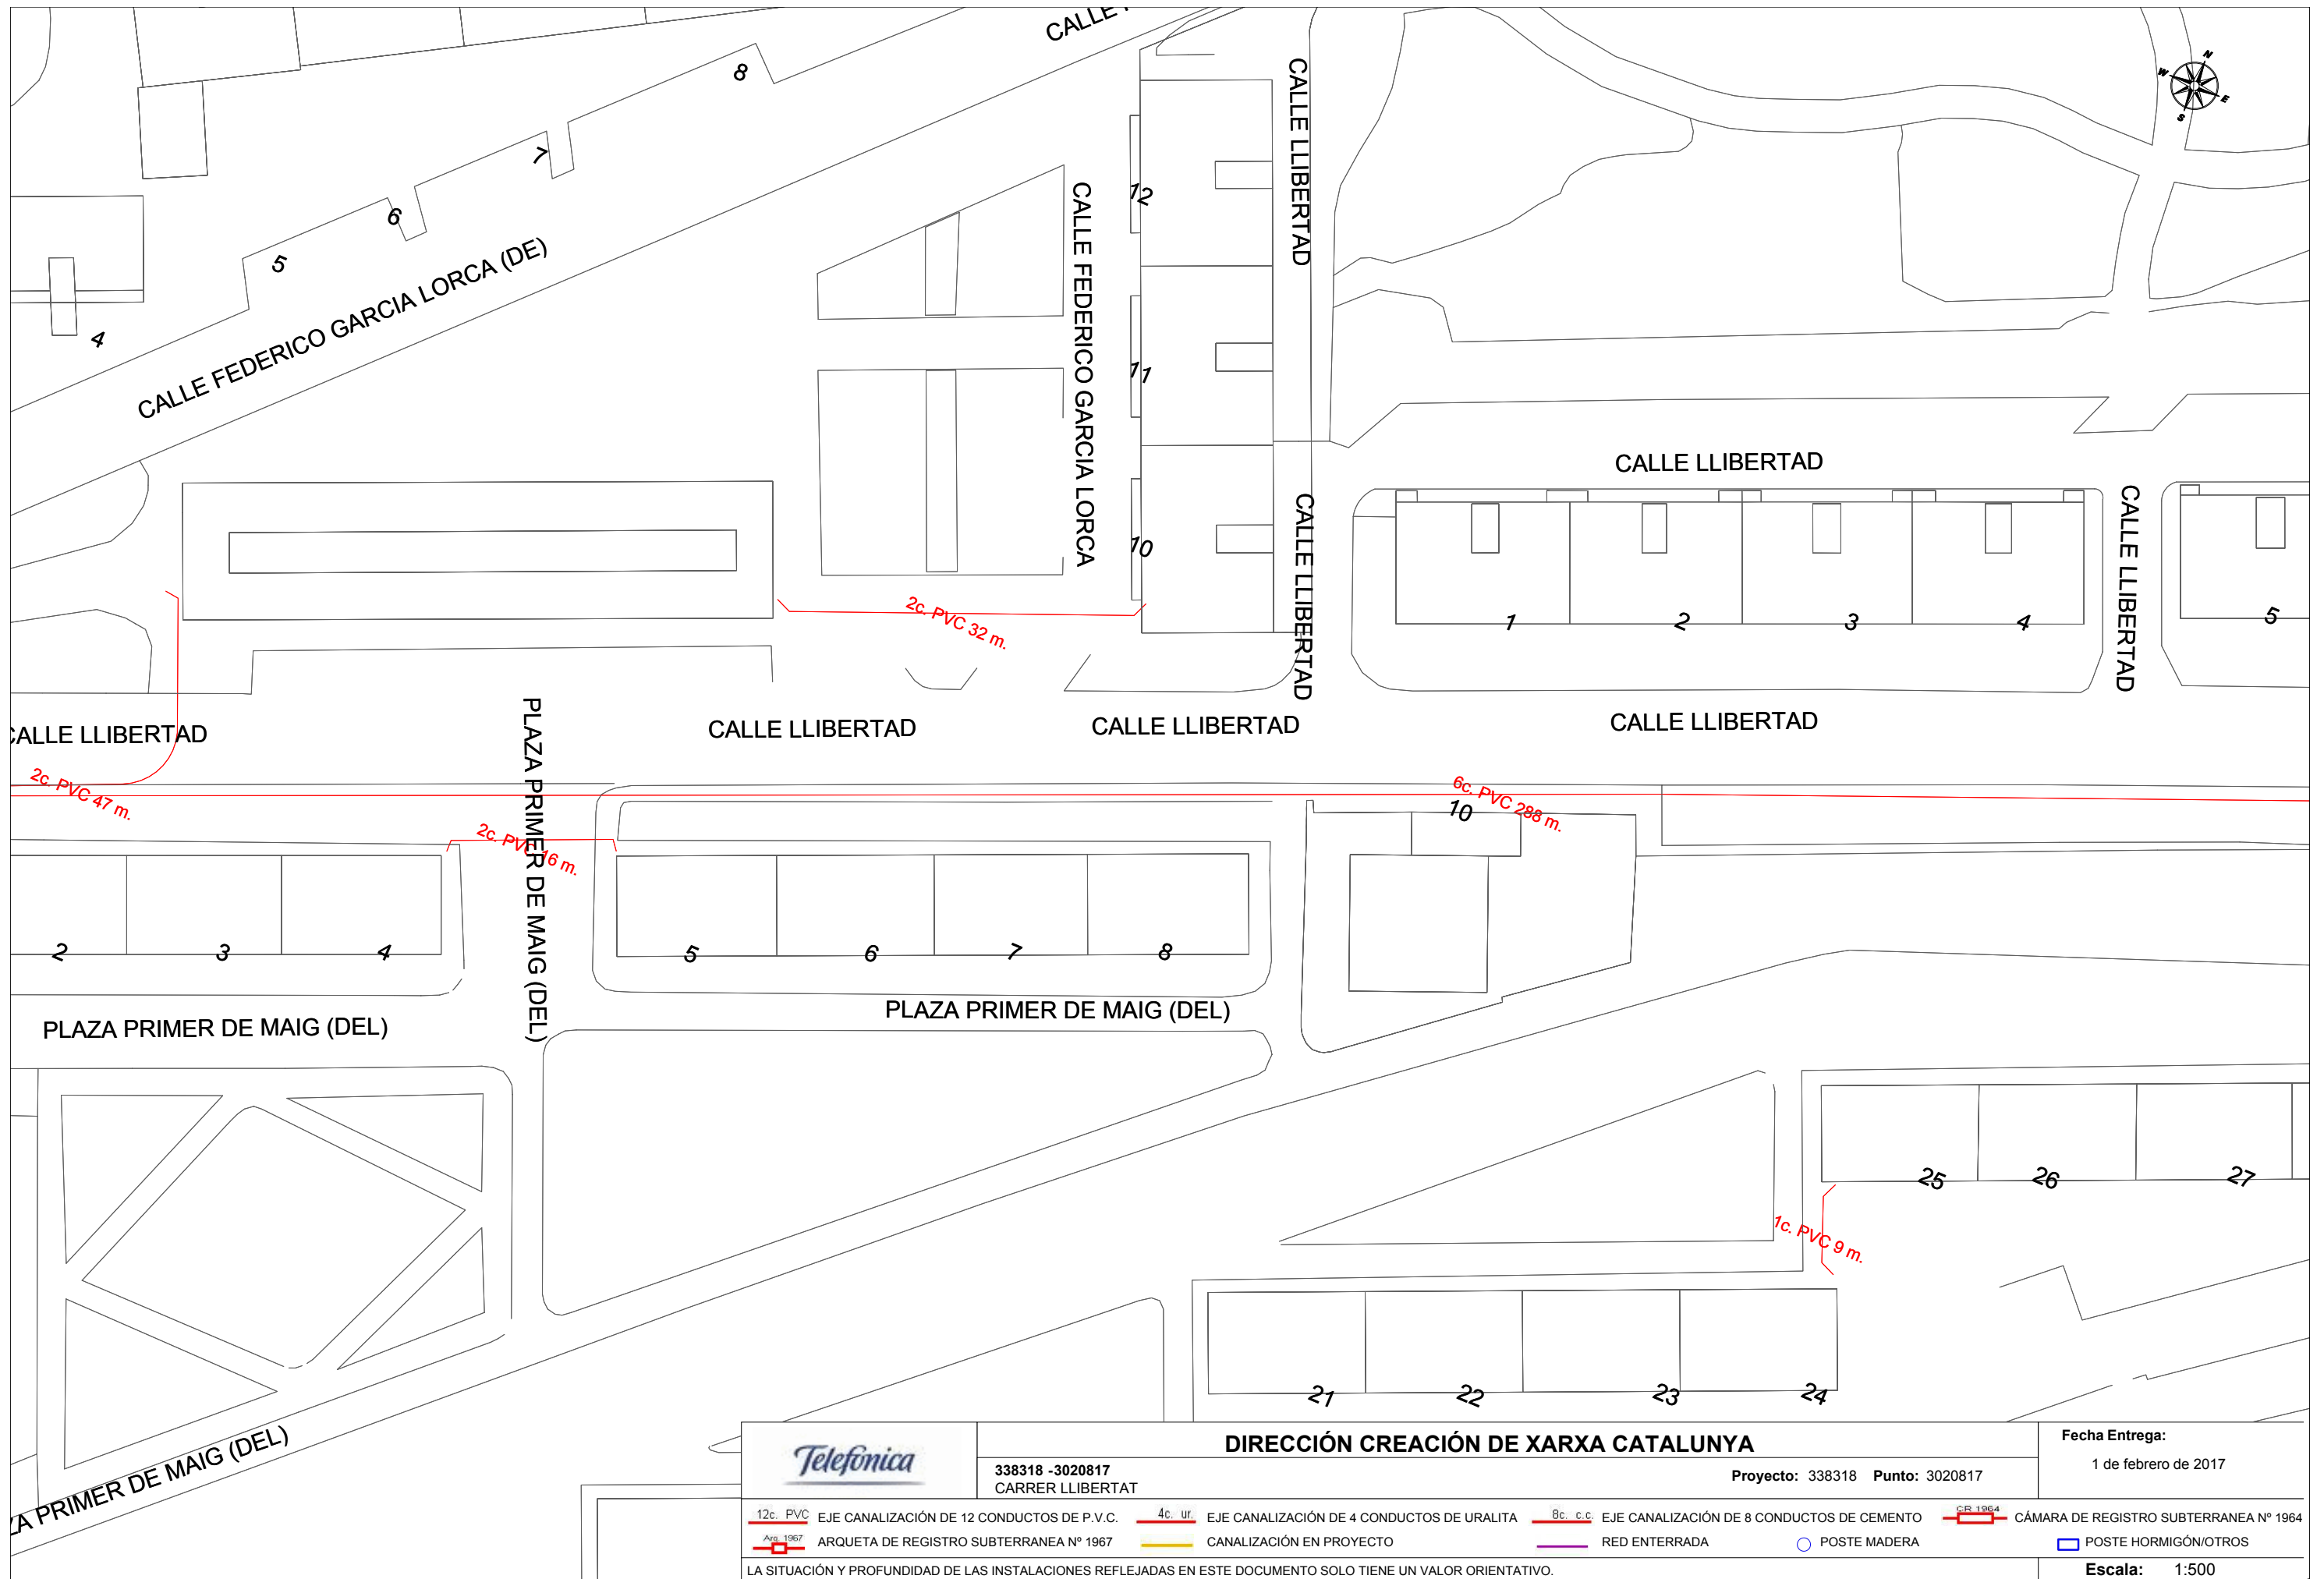 CALLE
8
7
6
5
4
CALLE FEDERICO GARCIA LORCA (DE)
CALLE FEDERICO GARCIA LORCA
12
11
10
CALLE LLIBERTAD
N
W
E
S
CALLE LLIBERTAD
CALLE LLIBERTAD
CALLE LLIBERTAD
1
2
3
4
5
2c. PVC 32 m.
CALLE LLIBERTAD
CALLE LLIBERTAD
CALLE LLIBERTAD
CALLE LLIBERTAD
PLAZA PRIMER DE MAIG (DEL)
2c. PVC 47 m.
2c. PVC 16 m.
6c. PVC 288 m.
10
2
3
4
5
6
7
8
PLAZA PRIMER DE MAIG (DEL)
PLAZA PRIMER DE MAIG (DEL)
25
26
27
1c. PVC 9 m.
21
22
23
24
ZA PRIMER DE MAIG (DEL)
Telefónica
DIRECCIÓN CREACIÓN DE XARXA CATALUNYA
338318 -3020817
CARRER LLIBERTAT
Proyecto: 338318 Punto: 3020817
Fecha Entrega:
1 de febrero de 2017
12c. PVC EJE CANALIZACIÓN DE 12 CONDUCTOS DE P.V.C. 4c. ur. EJE CANALIZACIÓN DE 4 CONDUCTOS DE URALITA 8c. c.c. EJE CANALIZACIÓN DE 8 CONDUCTOS DE CEMENTO CR 1964 CÁMARA DE REGISTRO SUBTERRANEA Nº 1964
Arq. 1967 ARQUETA DE REGISTRO SUBTERRANEA Nº 1967 CANALIZACIÓN EN PROYECTO RED ENTERRADA POSTE MADERA POSTE HORMIGÓN/OTROS
LA SITUACIÓN Y PROFUNDIDAD DE LAS INSTALACIONES REFLEJADAS EN ESTE DOCUMENTO SOLO TIENE UN VALOR ORIENTATIVO.
Escala: 1:500